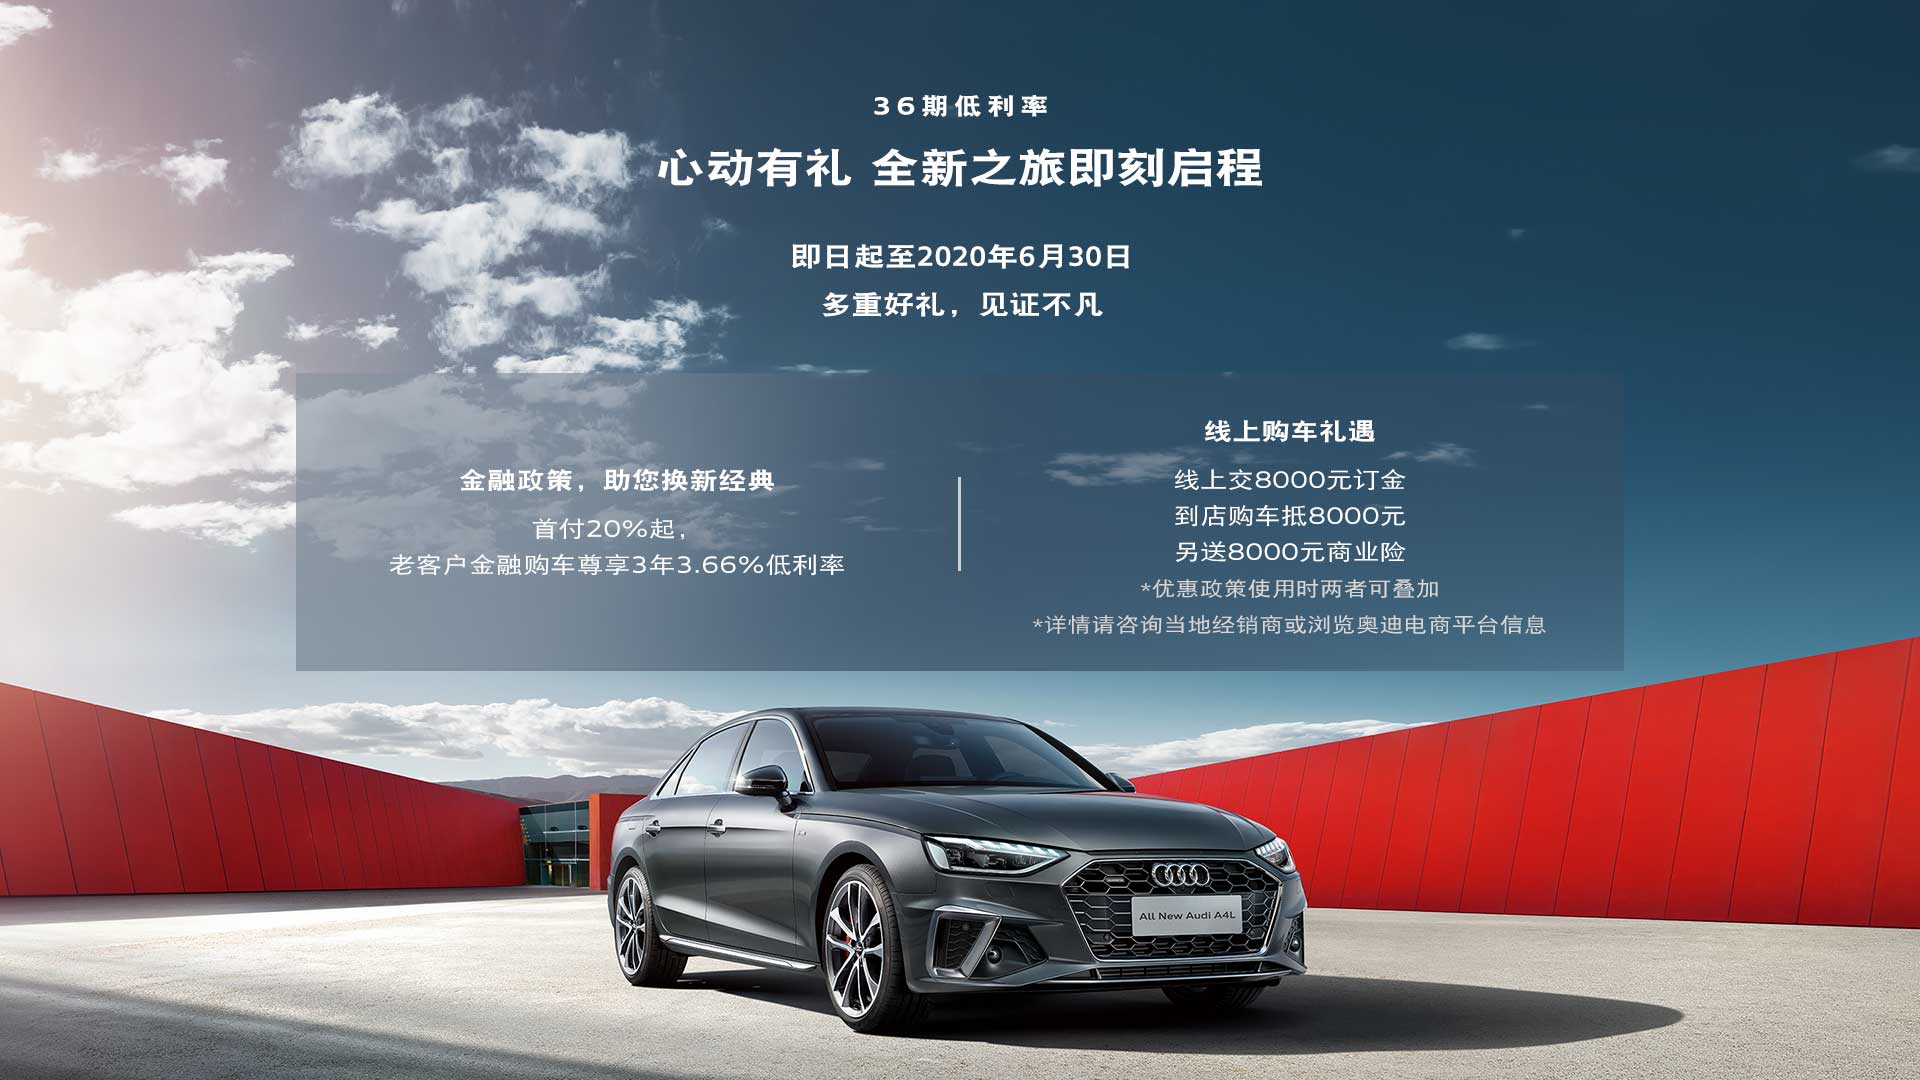 36期低利率
心动有礼 全新之旅即刻启程
即日起至2020年6月30日
多重好礼，见证不凡
金融政策，助您换新经典
首付20%起，
老客户金融购车尊享3年3.66%低利率
线上购车礼遇
线上交8000元订金
到店购车抵8000元
另送8000元商业险
*优惠政策使用时两者可叠加
*详情请咨询当地经销商或浏览奥迪电商平台信息
All New Audi A4L